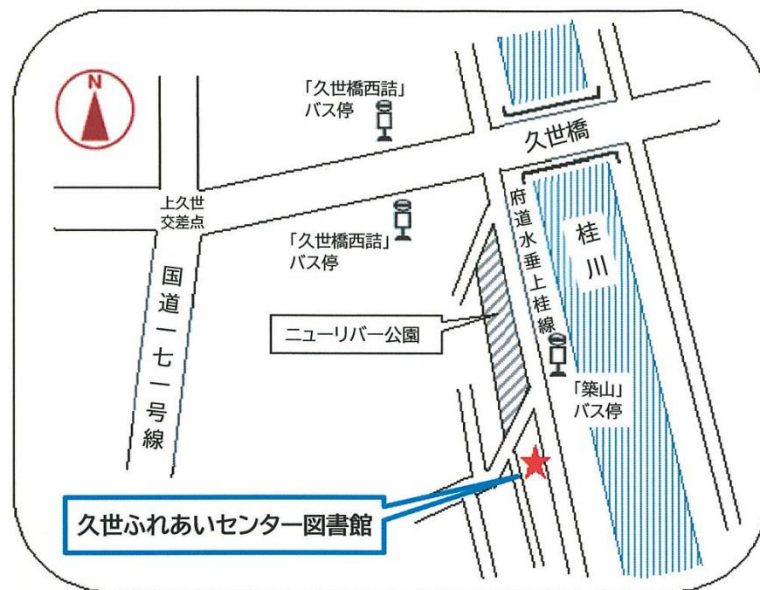 N
「久世橋西詰」
バス停
久世橋
上久世
交差点
「久世橋西詰」
バス停
府道水垂上桂線
桂川
国道一七一号線
ニューリバー公園
「築山」
バス停
久世ふれあいセンター図書館